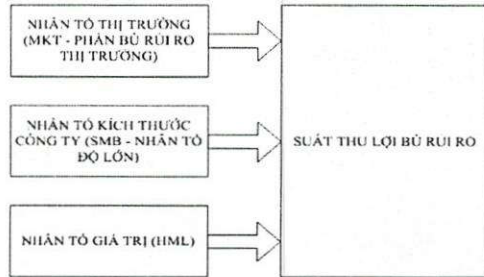 NHÂN TỐ THỊ TRƯỜNG
(MKT - PHẦN BÙ RỦI RO
THỊ TRƯỜNG)
NHÂN TỐ KÍCH THƯỚC
CÔNG TY (SMB - NHÂN TỐ
ĐỘ LỚN)
NHÂN TỐ GIÁ TRỊ (HML)
SUẤT THU LỢI BÙ RỦI RO